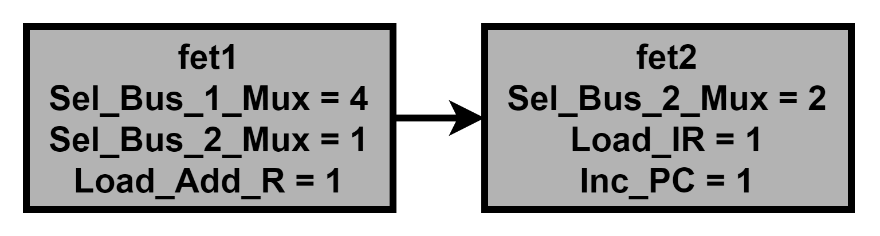 fet1
Sel_Bus_1_Mux = 4
Sel_Bus_2_Mux = 1
Load_Add_R = 1
fet2
Sel_Bus_2_Mux = 2
Load_IR = 1
Inc_PC = 1